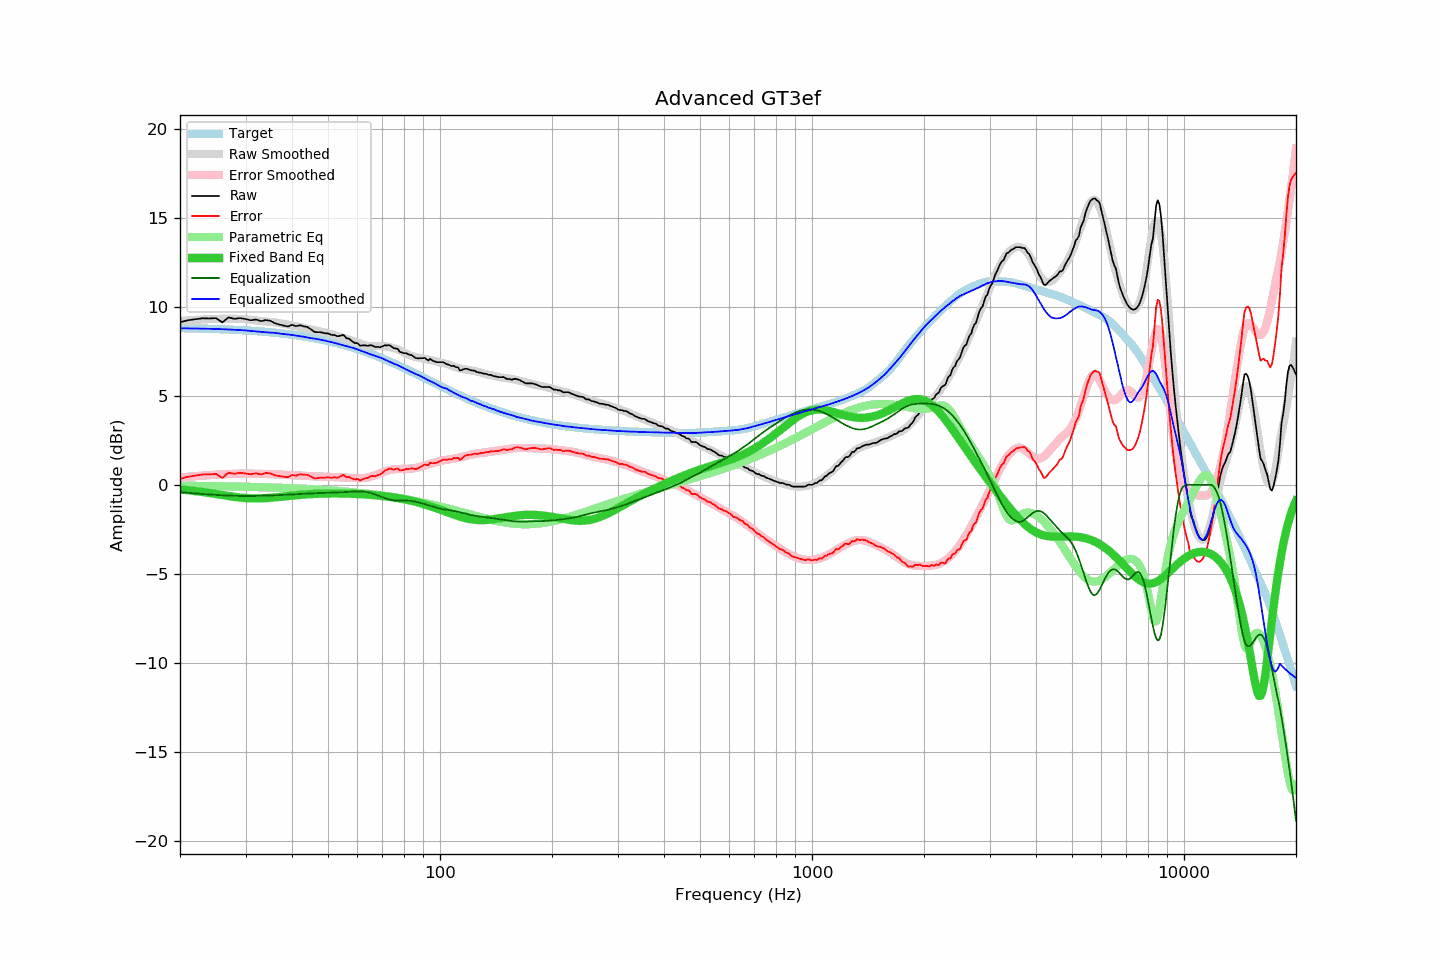 Advanced GT3ef
Target
Raw Smoothed
Error Smoothed
Raw
Error
Parametric Eq
Fixed Band Eq
Equalization
Equalized smoothed
20
15
10
5
0
−5
−10
−15
−20
Amplitude (dBr)
100
1000
10000
Frequency (Hz)